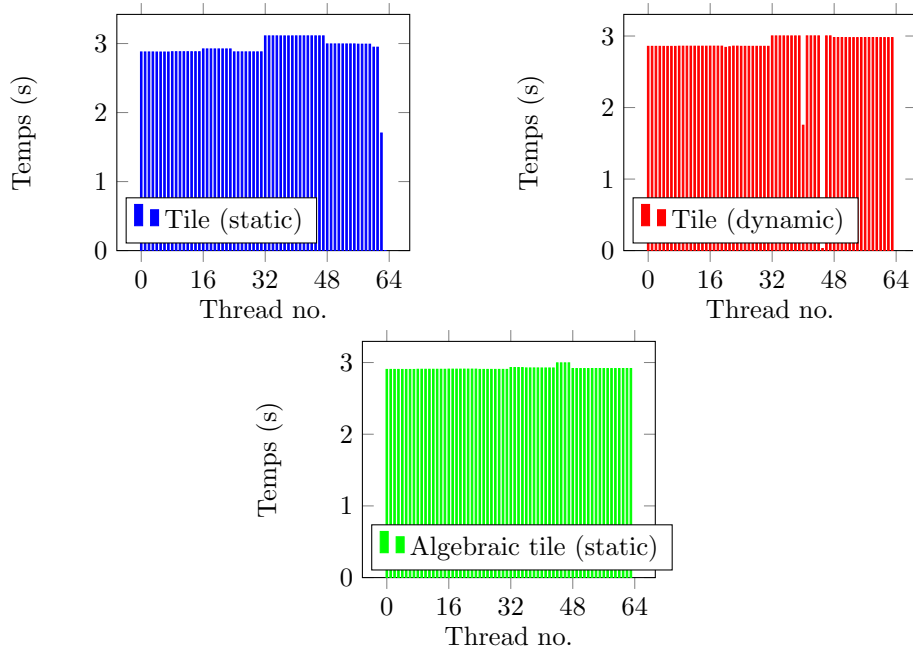 3
2
1
0
Temps (s)
Tile (static)
0 16 32 48 64
Thread no.
3
2
1
0
Temps (s)
Tile (dynamic)
0 16 32 48 64
Thread no.
3
2
1
0
Temps (s)
Algebraic tile (static)
0 16 32 48 64
Thread no.